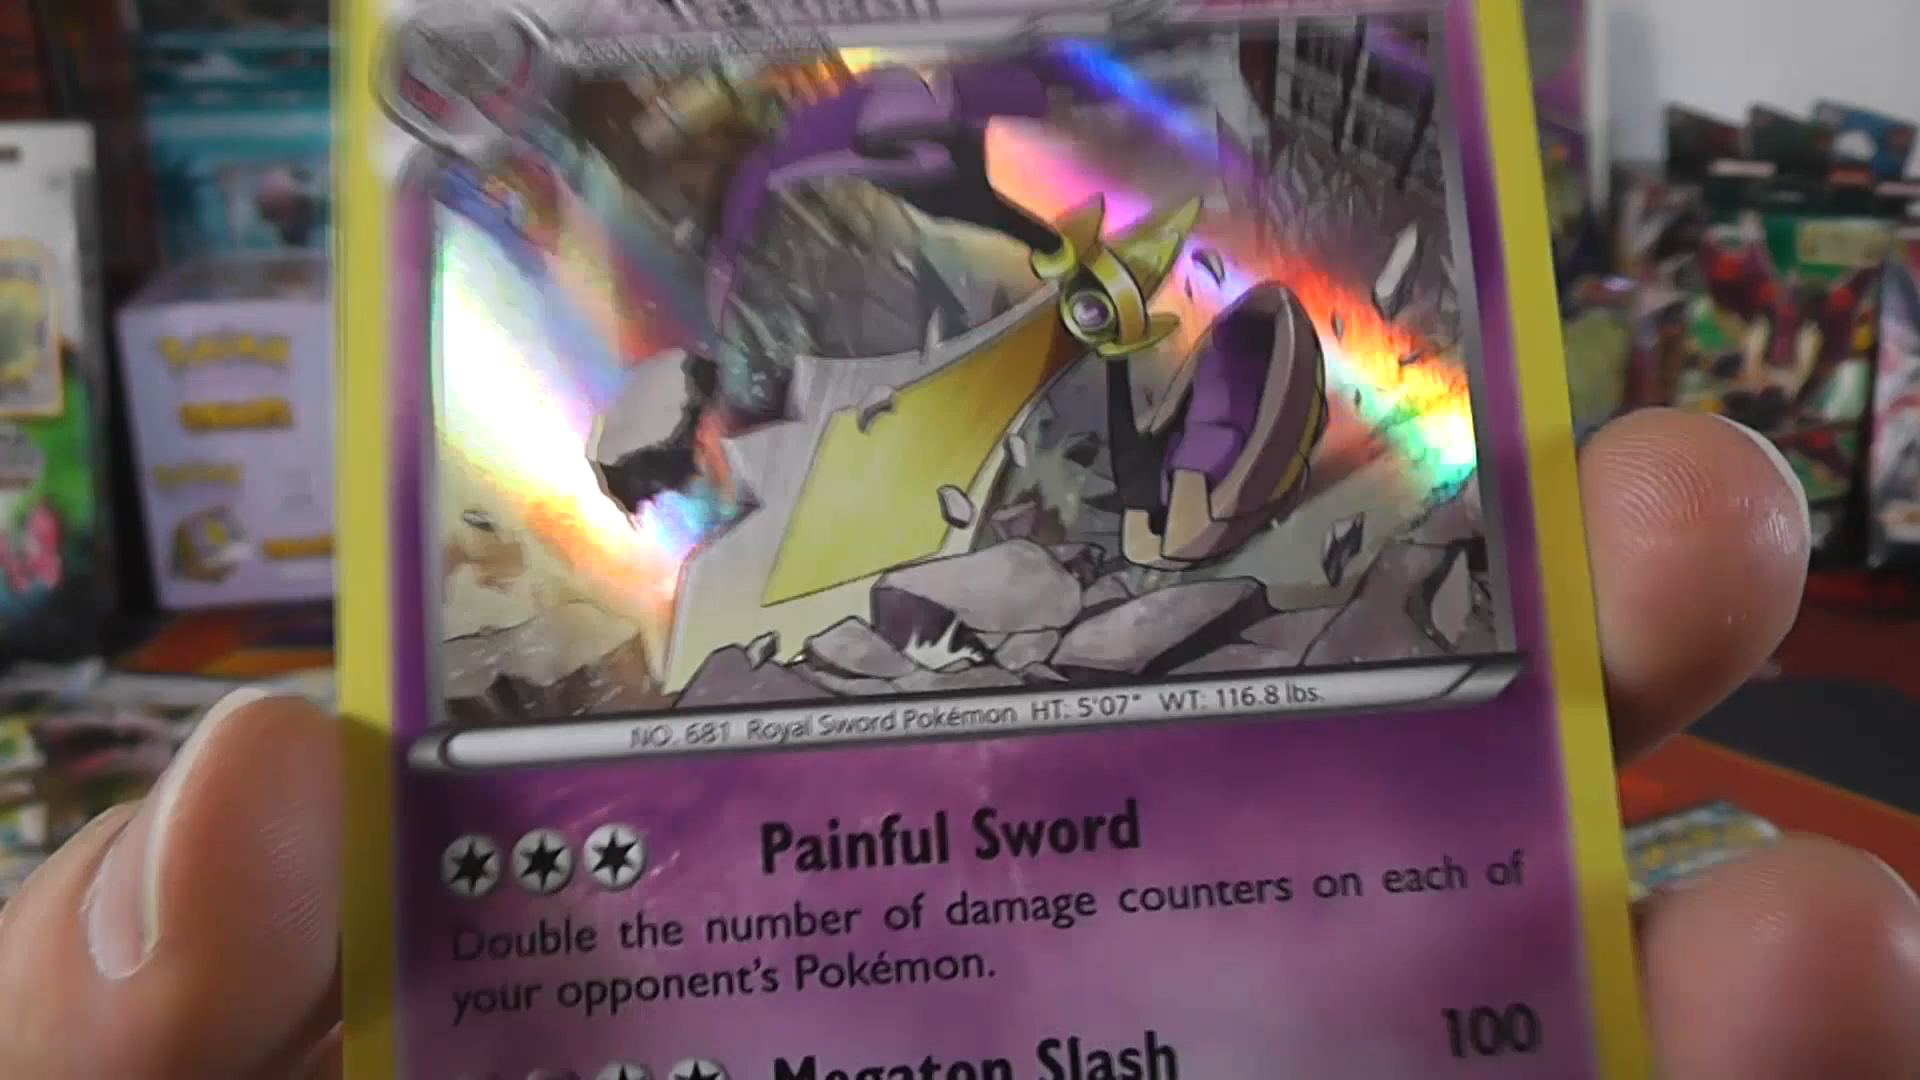 NO. 681 Royal Sword Pokémon HT: 5'07" WT: 116.8 lbs.
Painful Sword
Double the number of damage counters on each of
your opponent's Pokémon.
Megaton Slash 100